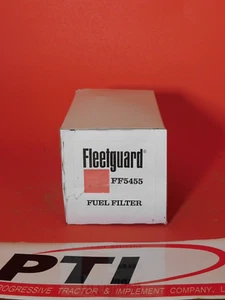 Fleetguard®
FF5455
FUEL FILTER
PTI
PROGRESSIVE TRACTOR & IMPLEMENT COMPANY, L